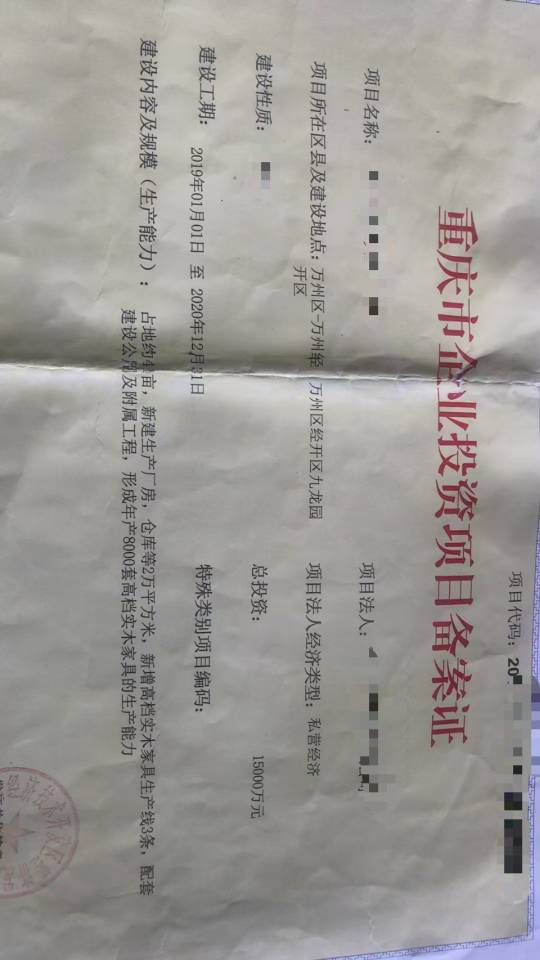 项目代码：20
重庆市企业投资项目备案证
项目名称：
项目法人：
项目所在区县及建设地点：万州区-万州经开区 万州区经开区九龙园
项目法人经济类型：私营经济
建设性质：
总投资： 15000万元
建设工期： 2019年01月01日 至 2020年12月31日
特殊类别项目编码：
建设内容及规模（生产能力）：
占地约 亩，新建生产厂房，仓库等2万平方米，新增高档实木家具生产线3条，配套
建设公 及附属工程，形成年产8000套高档实木家具的生产能力